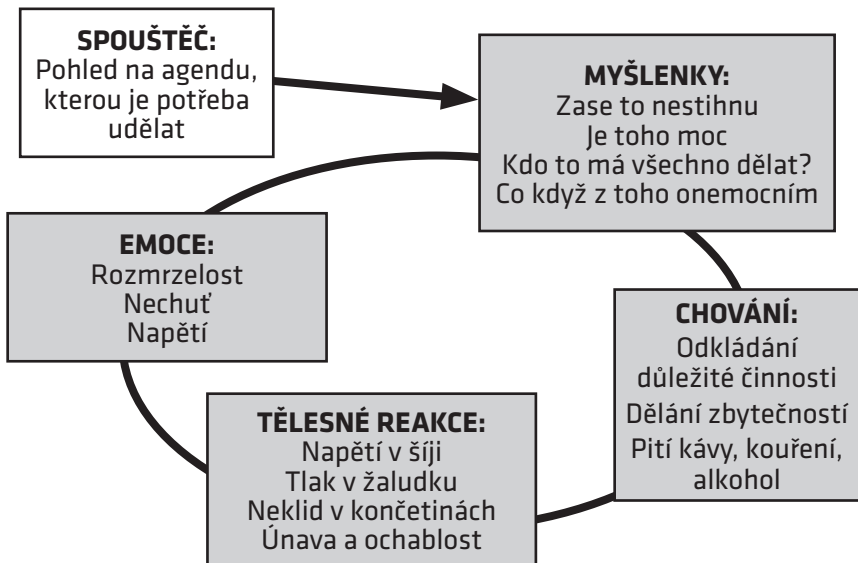 SPOUŠTĚČ:
Pohled na agendu,
kterou je potřeba
udělat
MYŠLENKY:
Zase to nestihnu
Je toho moc
Kdo to má všechno dělat?
Co když z toho onemocním
EMOCE:
Rozmrzelost
Nechuť
Napětí
CHOVÁNÍ:
Odkládání
důležité činnosti
Dělání zbytečností
Pití kávy, kouření,
alkohol
TĚLESNÉ REAKCE:
Napětí v šíji
Tlak v žaludku
Neklid v končetinách
Únava a ochablost